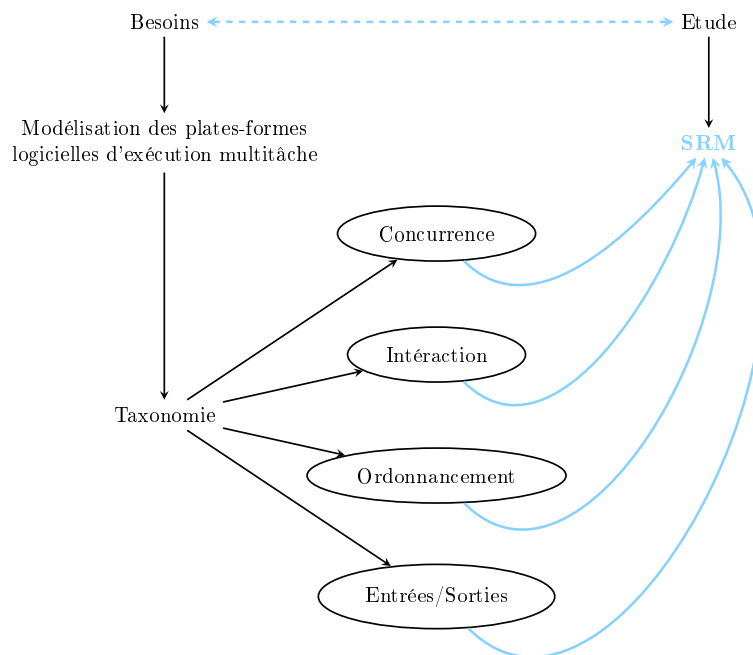 Besoins
Etude
Modélisation des plates-formes
logicielles d'exécution multitâche
SRM
Concurrence
Intéraction
Taxonomie
Ordonnancement
Entrées/Sorties